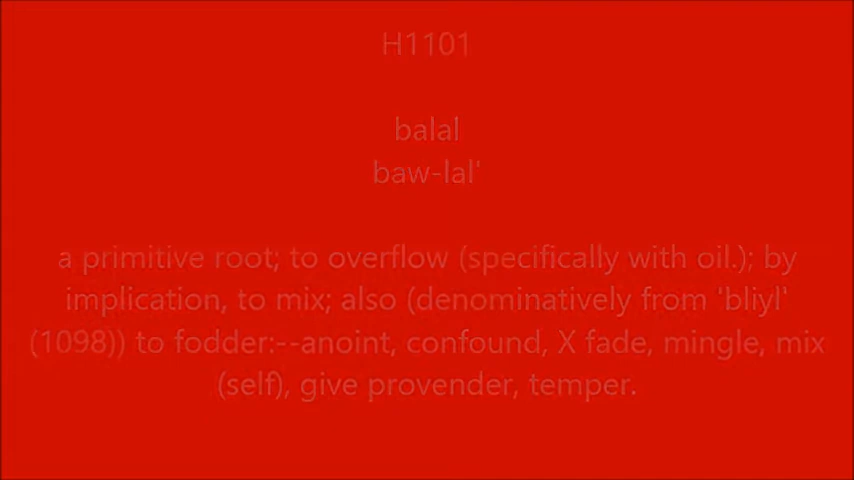 H1101
balal
baw-lal'
a primitive root; to overflow (specifically with oil.); by
implication, to mix; also (denominatively from 'bliyl'
(1098)) to fodder:--anoint, confound, X fade, mingle, mix
(self), give provender, temper.